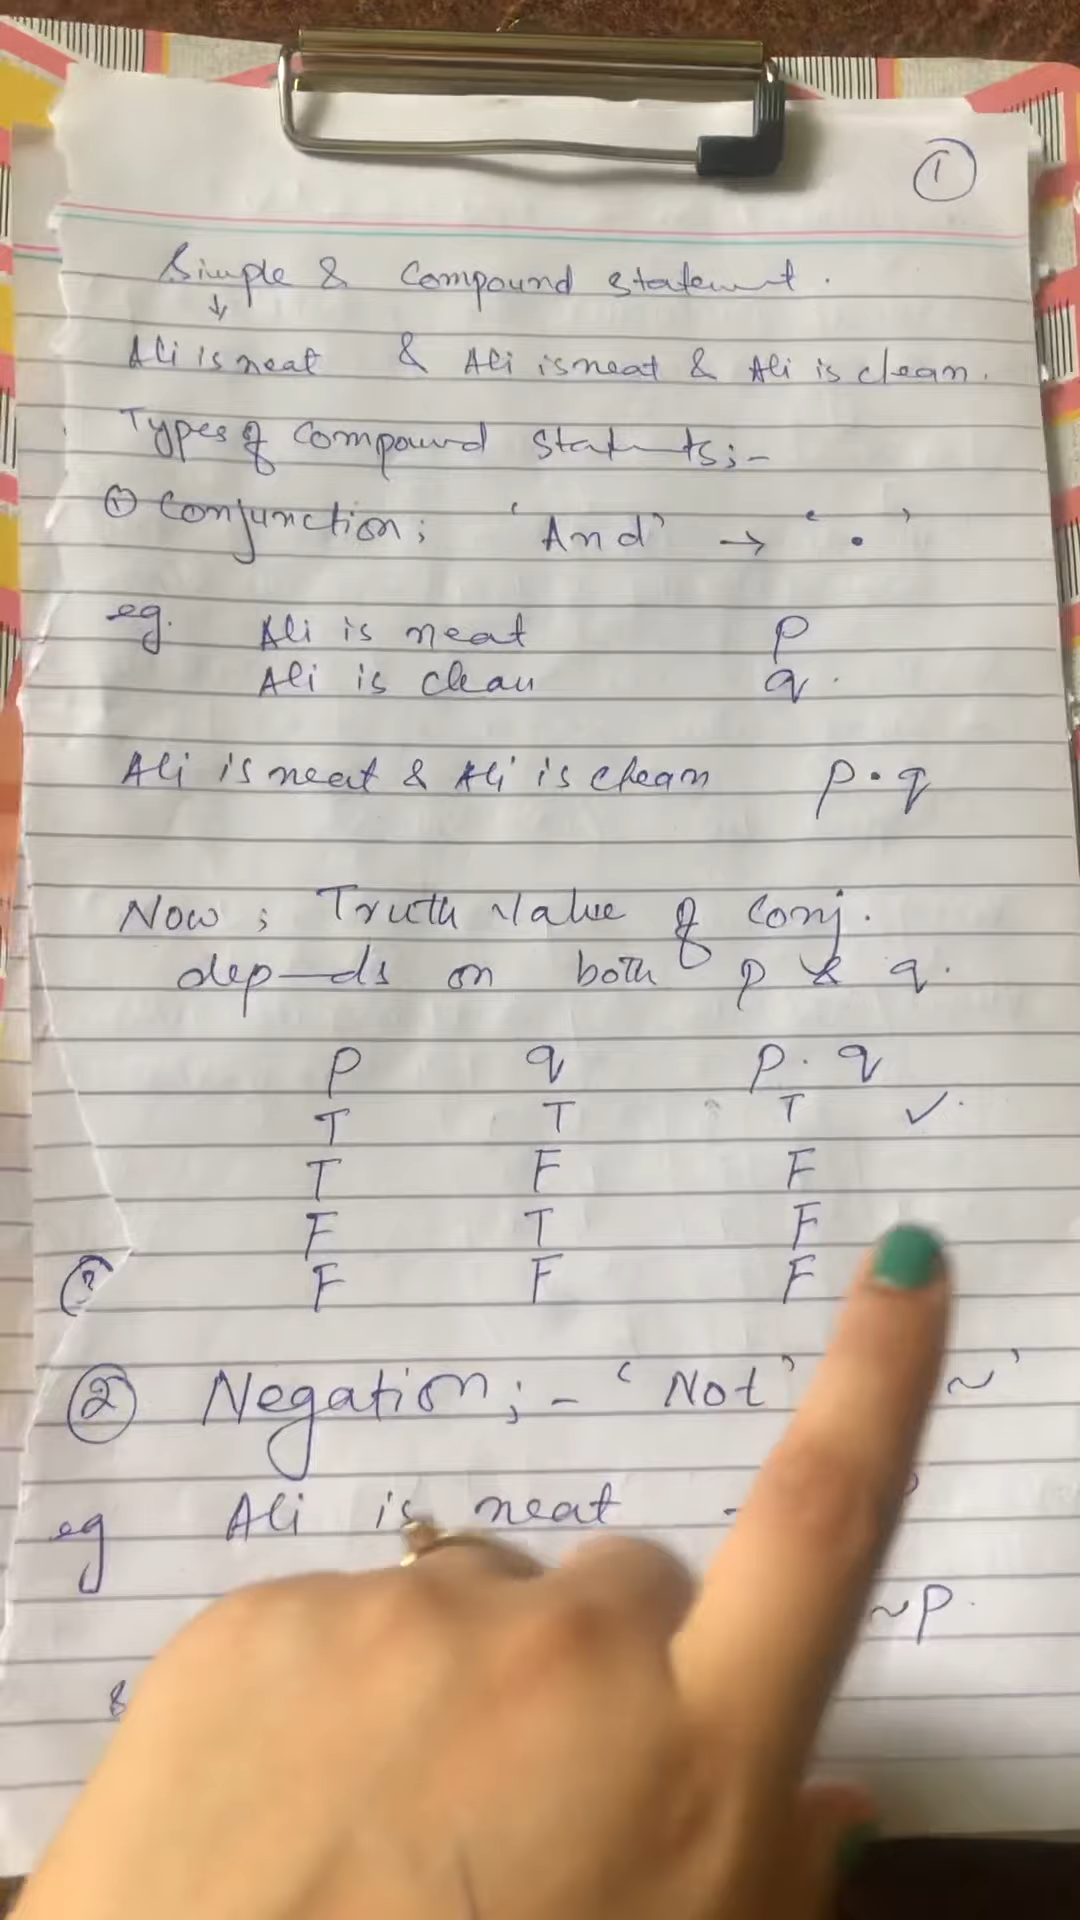 ①
Simple & Compound statement.
↓
Ali is neat & Ali is neat & Ali is clean.
Types of Compound Statmts;-
① Conjunction; 'And' → ' • '
eg. Ali is neat p
Ali is clean q.
Ali is neat & Ali is clean p • q
Now; Truth Value of Conj.
depnds on both p & q.
p q p . q
T T T ✓.
T F F
F T F
F F F
② Negation;- 'Not' ~'
eg Ali is neat -
~p.